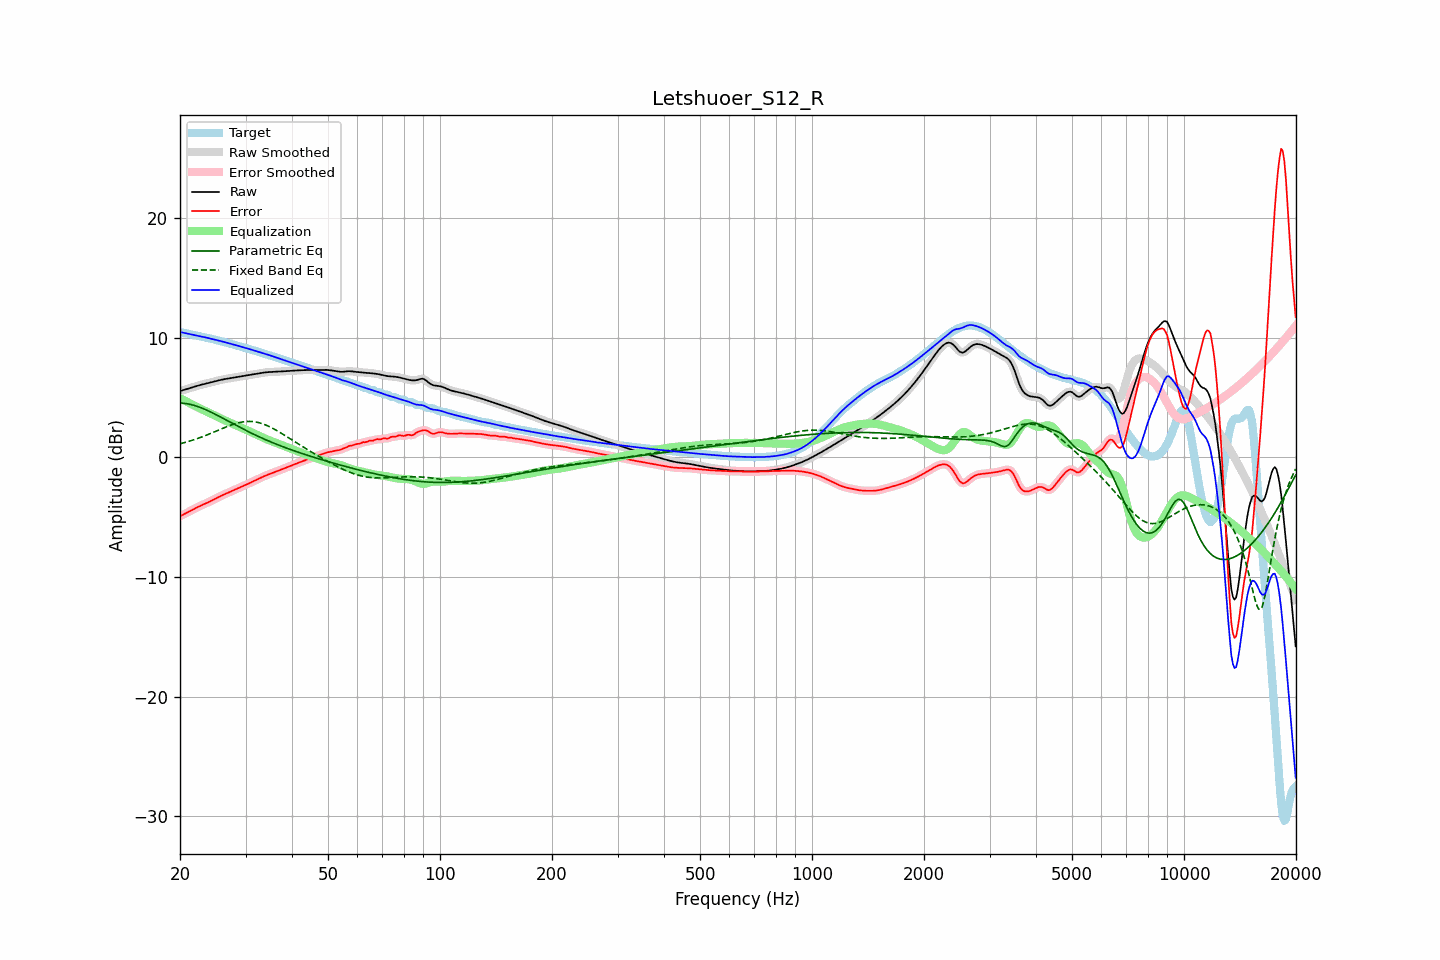 Letshuoer_S12_R
Target
Raw Smoothed
Error Smoothed
Raw
Error
Equalization
Parametric Eq
Fixed Band Eq
Equalized
Amplitude (dBr)
20
10
0
−10
−20
−30
20 50 100 200 500 1000 2000 5000 10000 20000
Frequency (Hz)